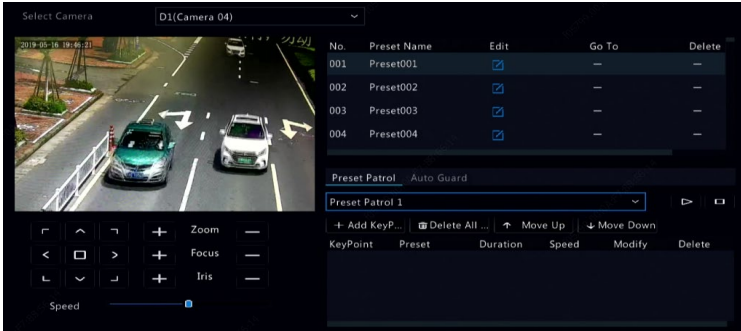 Select Camera D1(Camera 04)
2019-05-16 19:46:21
No. Preset Name Edit Go To Delete
001 Preset001
002 Preset002
003 Preset003
004 Preset004
Preset Patrol Auto Guard
Preset Patrol 1
+ Add KeyP... Delete All ... ↑ Move Up ↓ Move Down
KeyPoint Preset Duration Speed Modify Delete
Zoom
Focus
Iris
Speed